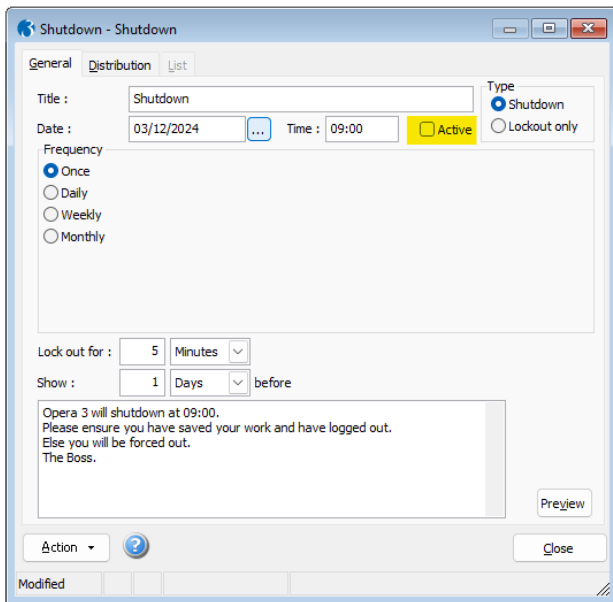 Shutdown - Shutdown
General Distribution List
Title : Shutdown
Type
Shutdown
Lockout only
Date : 03/12/2024 ... Time : 09:00 Active
Frequency
Once
Daily
Weekly
Monthly
Lock out for : 5 Minutes
Show : 1 Days before
Opera 3 will shutdown at 09:00.
Please ensure you have saved your work and have logged out.
Else you will be forced out.
The Boss.
Preview
Action ? Close
Modified